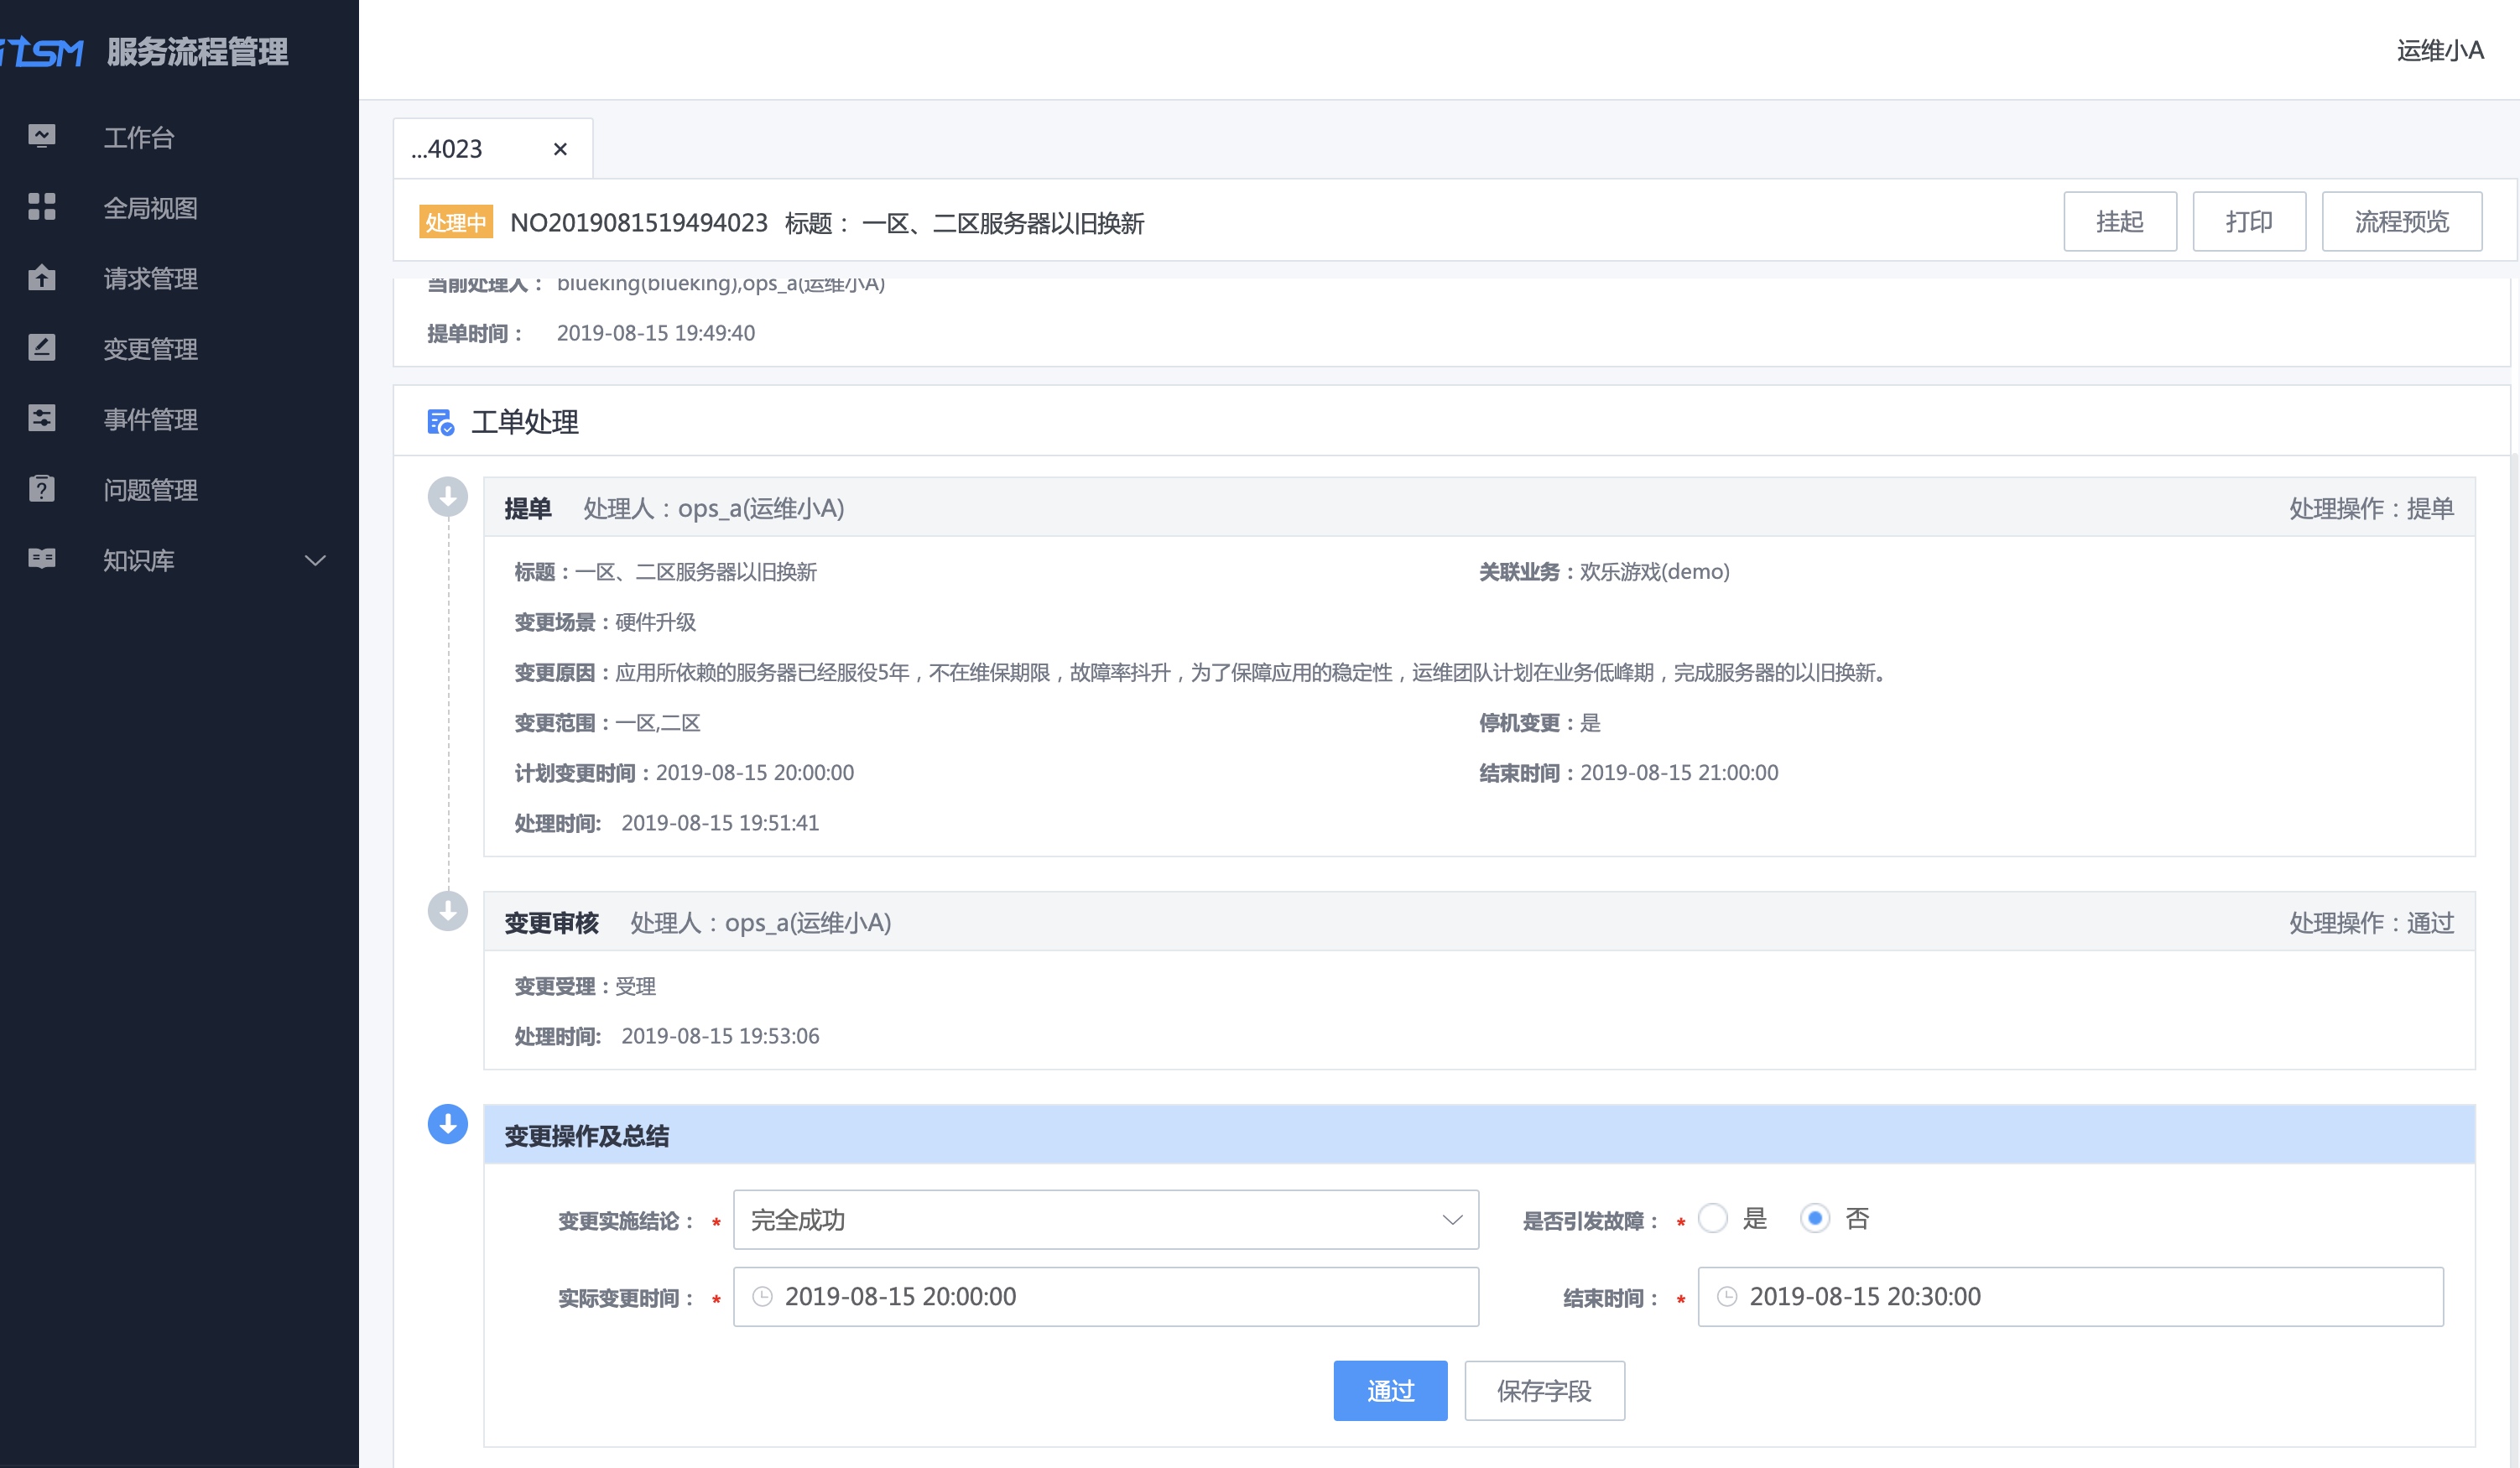 iTSM 服务流程管理
运维小A
工作台
全局视图
请求管理
变更管理
事件管理
问题管理
知识库
...4023 ×
处理中 NO2019081519494023 标题： 一区、二区服务器以旧换新 挂起 打印 流程预览
当前处理人： blueking(blueking),ops_a(运维小A)
提单时间： 2019-08-15 19:49:40
工单处理
提单 处理人：ops_a(运维小A) 处理操作：提单
标题：一区、二区服务器以旧换新 关联业务：欢乐游戏(demo)
变更场景：硬件升级
变更原因：应用所依赖的服务器已经服役5年，不在维保期限，故障率抖升，为了保障应用的稳定性，运维团队计划在业务低峰期，完成服务器的以旧换新。
变更范围：一区,二区 停机变更：是
计划变更时间：2019-08-15 20:00:00 结束时间：2019-08-15 21:00:00
处理时间: 2019-08-15 19:51:41
变更审核 处理人：ops_a(运维小A) 处理操作：通过
变更受理：受理
处理时间: 2019-08-15 19:53:06
变更操作及总结
变更实施结论： * 完全成功 是否引发故障： * 是 否
实际变更时间： * 2019-08-15 20:00:00 结束时间： * 2019-08-15 20:30:00
通过 保存字段